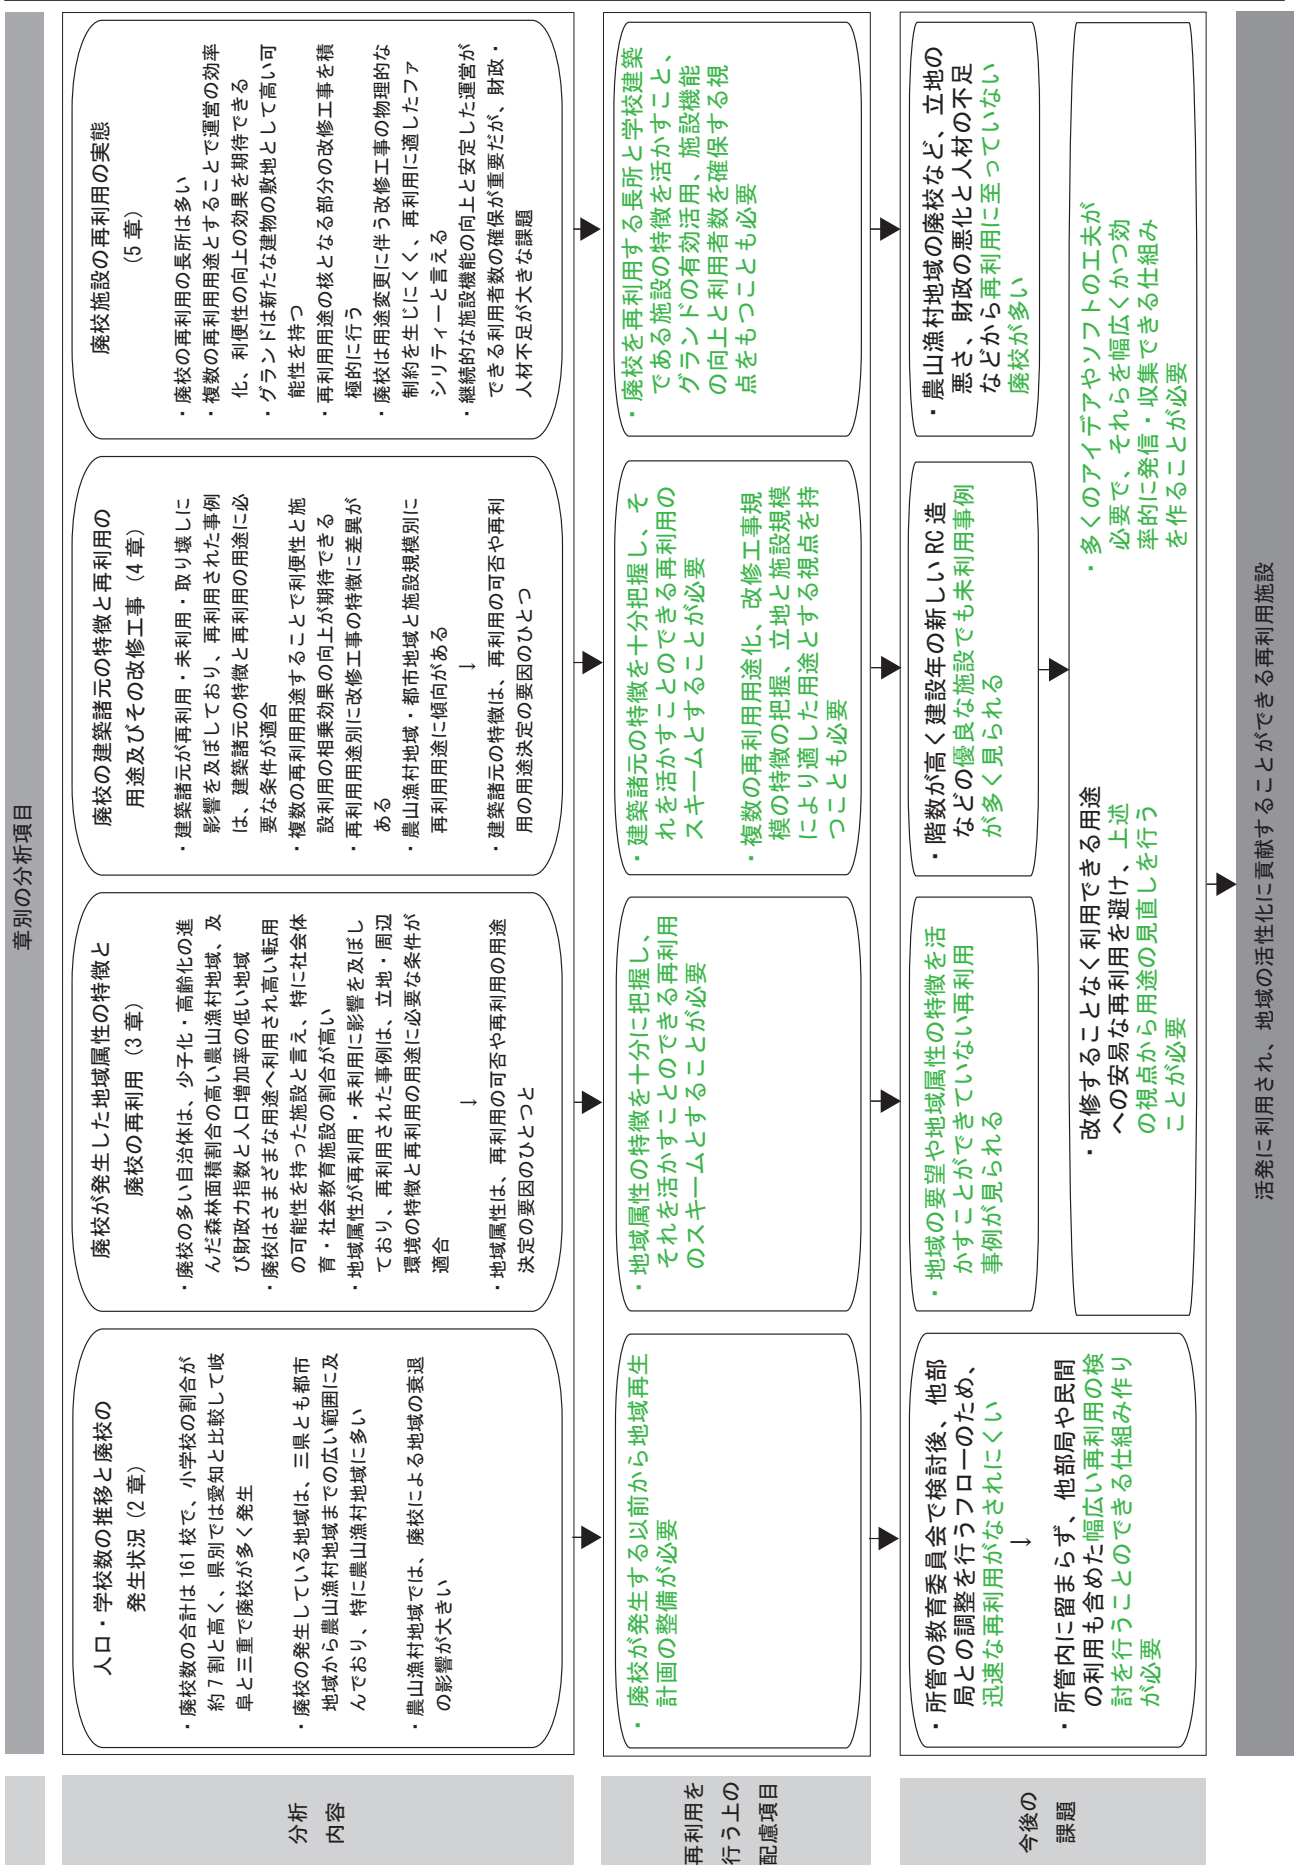 章別の分析項目
分析
内容
人口・学校数の推移と廃校の
発生状況（2 章）
・廃校数の合計は 161 校で、小学校の割合が
約 7 割と高く、県別では愛知と比較して岐
阜と三重で廃校が多く発生
・廃校の発生している地域は、三県とも都市
地域から農山漁村地域までの広い範囲に及
んでおり、特に農山漁村地域に多い
・農山漁村地域では、廃校による地域の衰退
の影響が大きい
廃校が発生した地域属性の特徴と
廃校の再利用（3 章）
・廃校の多い自治体は、少子化・高齢化の進
んだ森林面積割合の高い農山漁村地域、及
び財政力指数と人口増加率の低い地域
・廃校はさまざまな用途へ利用され高い転用
の可能性を持った施設と言え、特に社会体
育・社会教育施設の割合が高い
・地域属性が再利用・未利用に影響を及ぼし
ており、再利用された事例は、立地・周辺
環境の特徴と再利用の用途に必要な条件が
適合
↓
・地域属性は、再利用の可否や再利用の用途
決定の要因のひとつと
廃校の建築諸元の特徴と再利用の
用途及びその改修工事（4 章）
・建築諸元が再利用・未利用・取り壊しに
影響を及ぼしており、再利用された事例
は、建築諸元の特徴と再利用の用途に必
要な条件が適合
・複数の再利用用途することで利便性と施
設利用の相乗効果の向上が期待できる
・再利用用途別に改修工事の特徴に差異が
ある
・農山漁村地域・都市地域と施設規模別に
再利用用途に傾向がある
↓
・建築諸元の特徴は、再利用の可否や再利
用の用途決定の要因のひとつ
廃校施設の再利用の実態
（5 章）
・廃校の再利用の長所は多い
・複数の再利用用途とすることで運営の効率
化、利便性の向上の効果を期待できる
・グランドは新たな建物の敷地として高い可
能性を持つ
・再利用用途の核となる部分の改修工事を積
極的に行う
・廃校は用途変更に伴う改修工事の物理的な
制約を生じにくく、再利用に適したファ
シリティーと言える
・継続的な施設機能の向上と安定した運営が
できる利用者数の確保が重要だが、財政・
人材不足が大きな課題
再利用を
行う上の
配慮項目
・廃校が発生する以前から地域再生
計画の整備が必要
・地域属性の特徴を十分に把握し、
それを活かすことのできる再利用
のスキームとすることが必要
・建築諸元の特徴を十分把握し、そ
れを活かすことのできる再利用の
スキームとすることが必要
・複数の再利用用途化、改修工事規
模の特徴の把握、立地と施設規模
により適した用途とする視点を持
つことも必要
・廃校を再利用する長所と学校建築
である施設の特徴を活かすこと、
グランドの有効活用、施設機能
の向上と利用者数を確保する視
点をもつことも必要
今後の
課題
・所管の教育委員会で検討後、他部
局との調整を行うフローのため、
迅速な再利用がなされにくい
↓
・所管内に留まらず、他部局や民間
の利用も含めた幅広い再利用の検
討を行うことのできる仕組み作り
が必要
・地域の要望や地域属性の特徴を活
かすことができていない再利用
事例が見られる
・階数が高く建設年の新しい RC 造
などの優良な施設でも未利用事例
が多く見られる
・農山漁村地域の廃校など、立地の
悪さ、財政の悪化と人材の不足
などから再利用に至っていない
廃校が多い
・改修することなく利用できる用途
への安易な再利用を避け、上述
の視点から用途の見直しを行う
ことが必要
・多くのアイデアやソフトの工夫が
必要で、それらを幅広くかつ効
率的に発信・収集できる仕組み
を作ることが必要
活発に利用され、地域の活性化に貢献することができる再利用施設